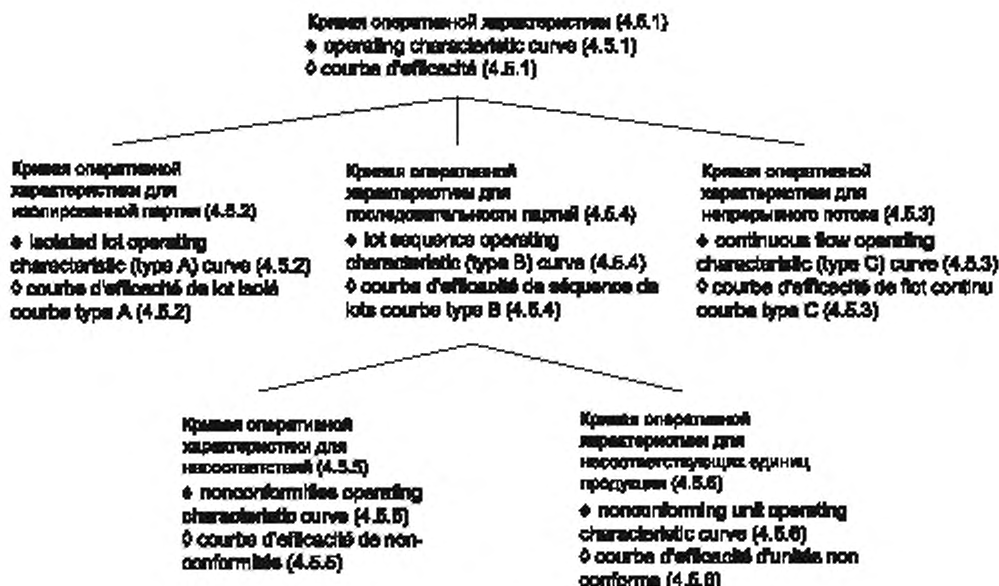 Кривая оперативной характеристики (4.5.1)
♦ operating characteristic curve (4.5.1)
◊ courbe d'efficacité (4.5.1)
Кривая оперативной
характеристики для
изолированной партии (4.5.2)
♦ isolated lot operating
characteristic (type A) curve (4.5.2)
◊ courbe d'efficacité de lot isolé
courbe type A (4.5.2)
Кривая оперативной
характеристики для
последовательности партий (4.5.4)
♦ lot sequence operating
characteristic (type B) curve (4.5.4)
◊ courbe d'efficacité de séquence de
lots courbe type B (4.5.4)
Кривая оперативной
характеристики для
непрерывного потока (4.5.3)
♦ continuous flow operating
characteristic (type C) curve (4.5.3)
◊ courbe d'efficacité de flot continu
courbe type C (4.5.3)
Кривая оперативной
характеристики для
несоответствий (4.5.5)
♦ nonconformities operating
characteristic curve (4.5.5)
◊ courbe d'efficacité de non-
conformités (4.5.5)
Кривая оперативной
характеристики для
несоответствующих единиц
продукции (4.5.6)
♦ nonconforming unit operating
characteristic curve (4.5.6)
◊ courbe d'efficacité d'unités non
conforme (4.5.6)